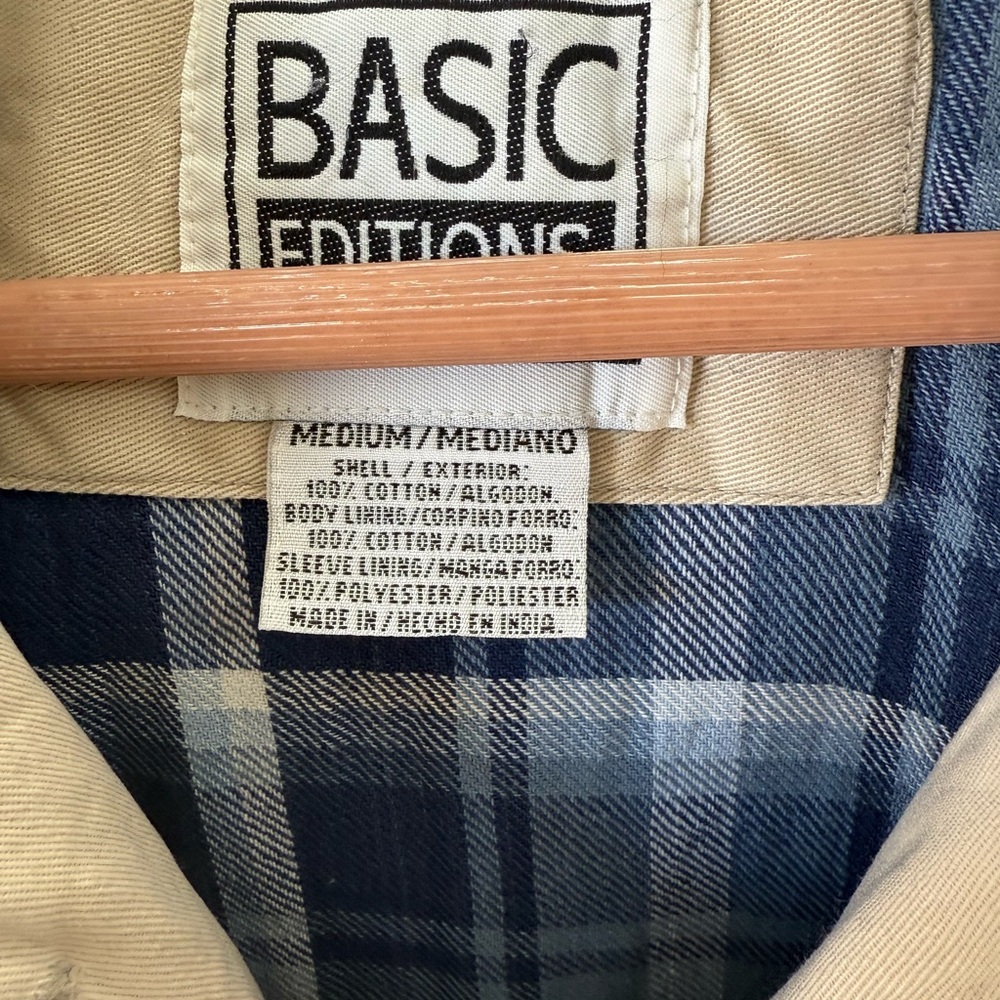 BASIC
EDITIONS
MEDIUM / MEDIANO
SHELL / EXTERIOR:
100% COTTON / ALGODON.
BODY LINING/CORPINO FORRO:
100% COTTON / ALGODON
SLEEVE LINING/MANGA FORRO:
100% POLYESTER / POLIESTER
MADE IN / HECHO EN INDIA.